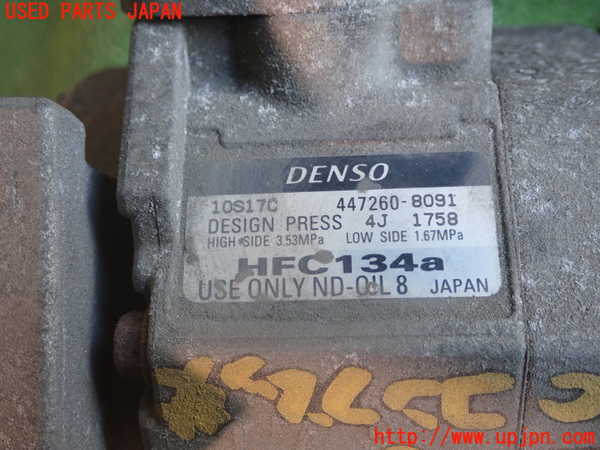 USED PARTS JAPAN
DENSO
10S17C 447260-8091
DESIGN PRESS 4J 1758
HIGH SIDE 3.53MPa LOW SIDE 1.67MPa
HFC134a
USE ONLY ND-OIL 8 JAPAN
http://www.upjpn.com/